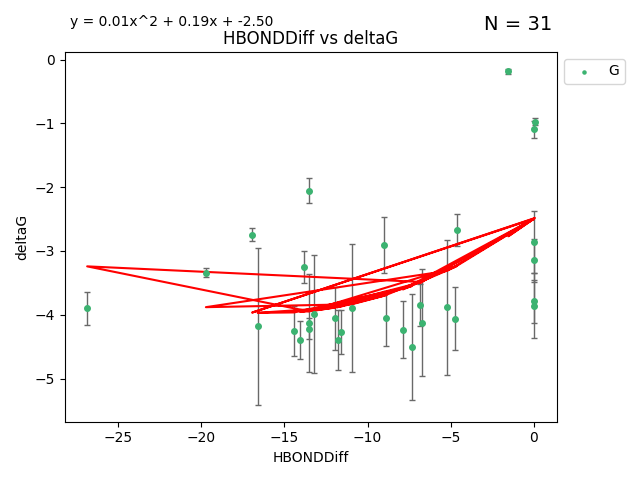 y = 0.01x^2 + 0.19x + -2.50
N = 31
HBONDDiff vs deltaG
G
deltaG
0
−1
−2
−3
−4
−5
−25
−20
−15
−10
−5
0
HBONDDiff